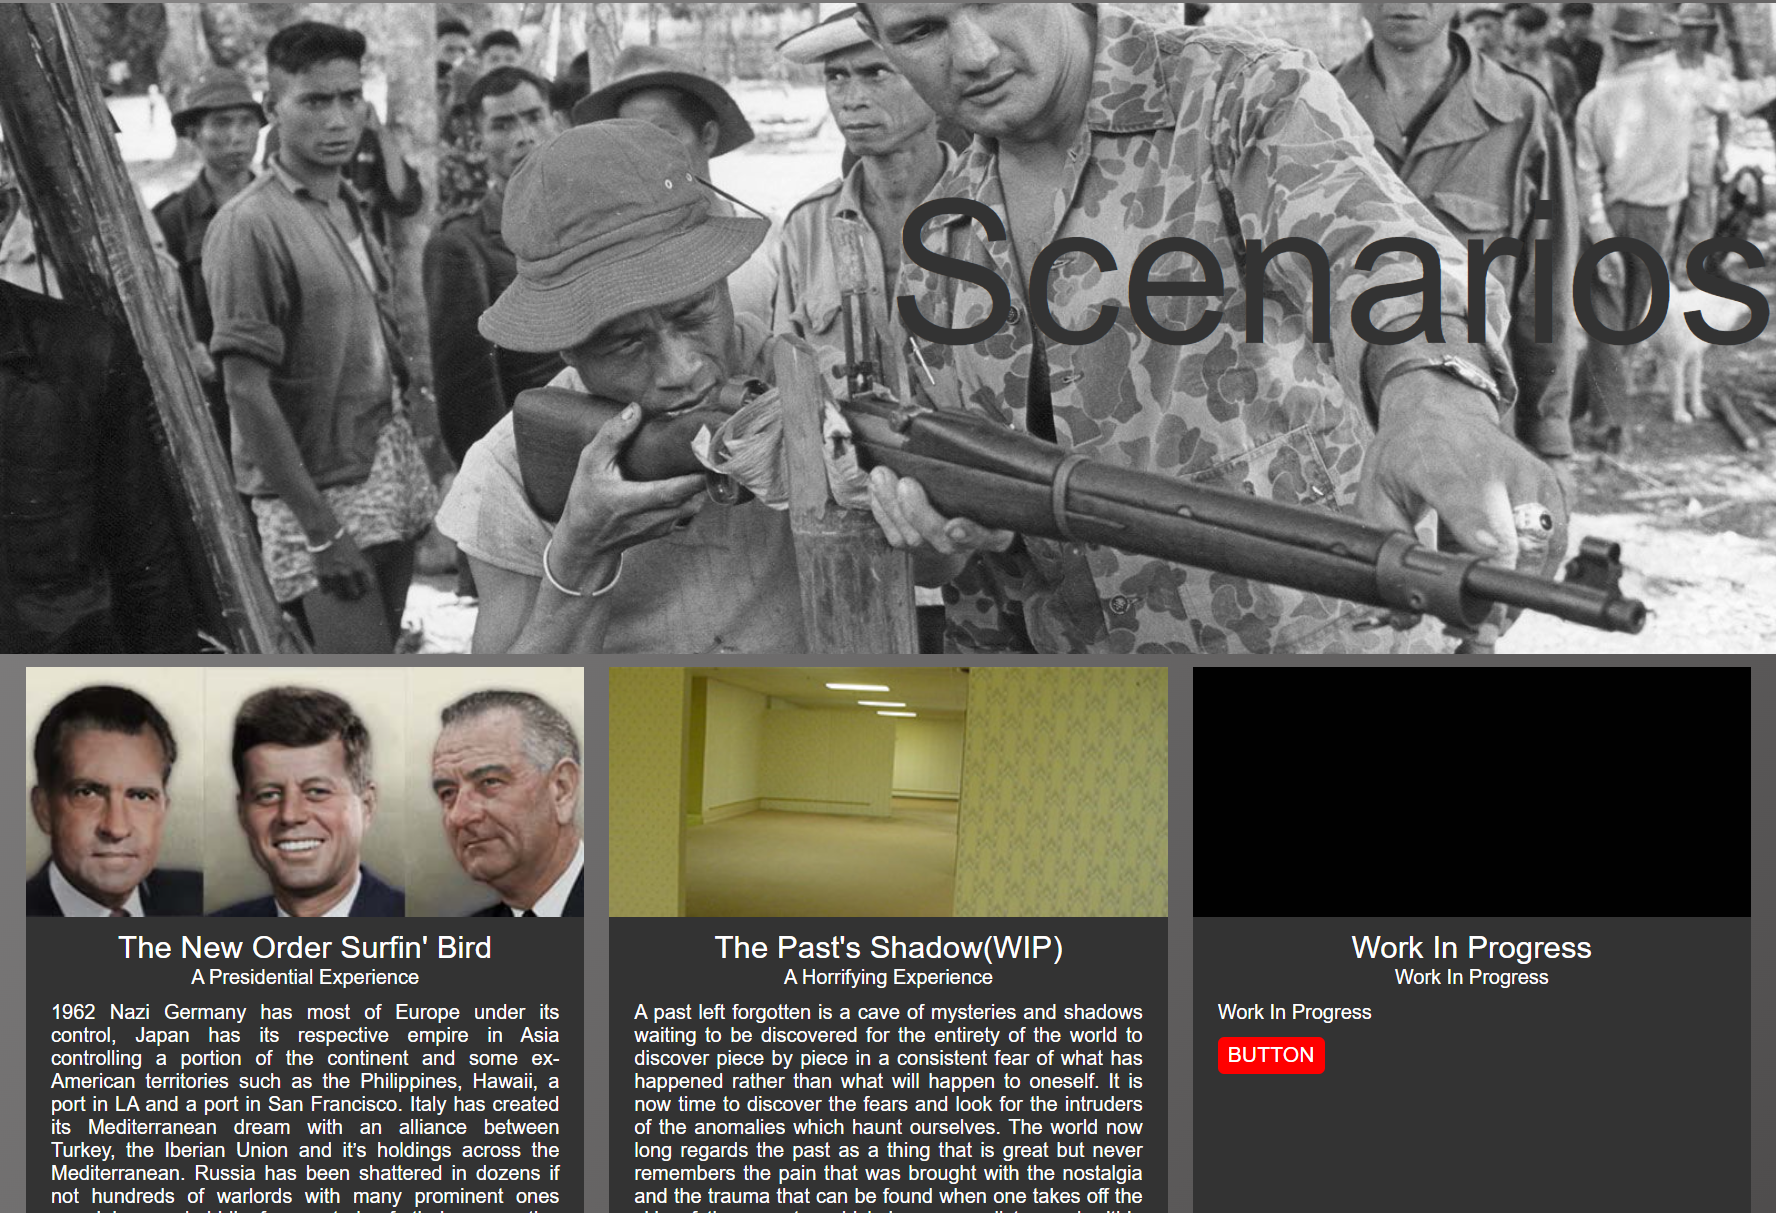 Scenarios
The New Order Surfin' Bird
A Presidential Experience
1962 Nazi Germany has most of Europe under its
control, Japan has its respective empire in Asia
controlling a portion of the continent and some ex-
American territories such as the Philippines, Hawaii, a
port in LA and a port in San Francisco. Italy has created
its Mediterranean dream with an alliance between
Turkey, the Iberian Union and it’s holdings across the
Mediterranean. Russia has been shattered in dozens if
not hundreds of warlords with many prominent ones
The Past's Shadow(WIP)
A Horrifying Experience
A past left forgotten is a cave of mysteries and shadows
waiting to be discovered for the entirety of the world to
discover piece by piece in a consistent fear of what has
happened rather than what will happen to oneself. It is
now time to discover the fears and look for the intruders
of the anomalies which haunt ourselves. The world now
long regards the past as a thing that is great but never
remembers the pain that was brought with the nostalgia
and the trauma that can be found when one takes off the
Work In Progress
Work In Progress
Work In Progress
BUTTON